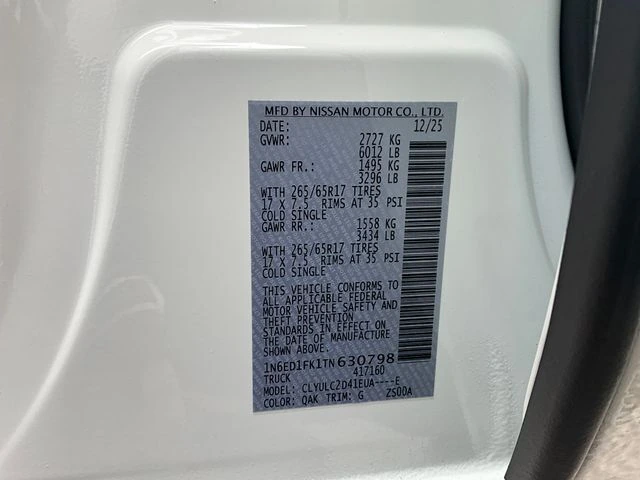 MFD BY NISSAN MOTOR CO., LTD.
DATE: 12/25
GVWR: 2727 KG
6012 LB
GAWR FR.: 1495 KG
3296 LB
WITH 265/65R17 TIRES
17 X 7.5 RIMS AT 35 PSI
COLD SINGLE
GAWR RR.: 1558 KG
3434 LB
WITH 265/65R17 TIRES
17 X 7.5 RIMS AT 35 PSI
COLD SINGLE
THIS VEHICLE CONFORMS TO
ALL APPLICABLE FEDERAL
MOTOR VEHICLE SAFETY AND
THEFT PREVENTION
STANDARDS IN EFFECT ON
THE DATE OF MANUFACTURE
SHOWN ABOVE.
1N6ED1FK1TN630798
TRUCK 417160
MODEL: CLYULC2D41EUA----E
COLOR: QAK TRIM: G ZS00A